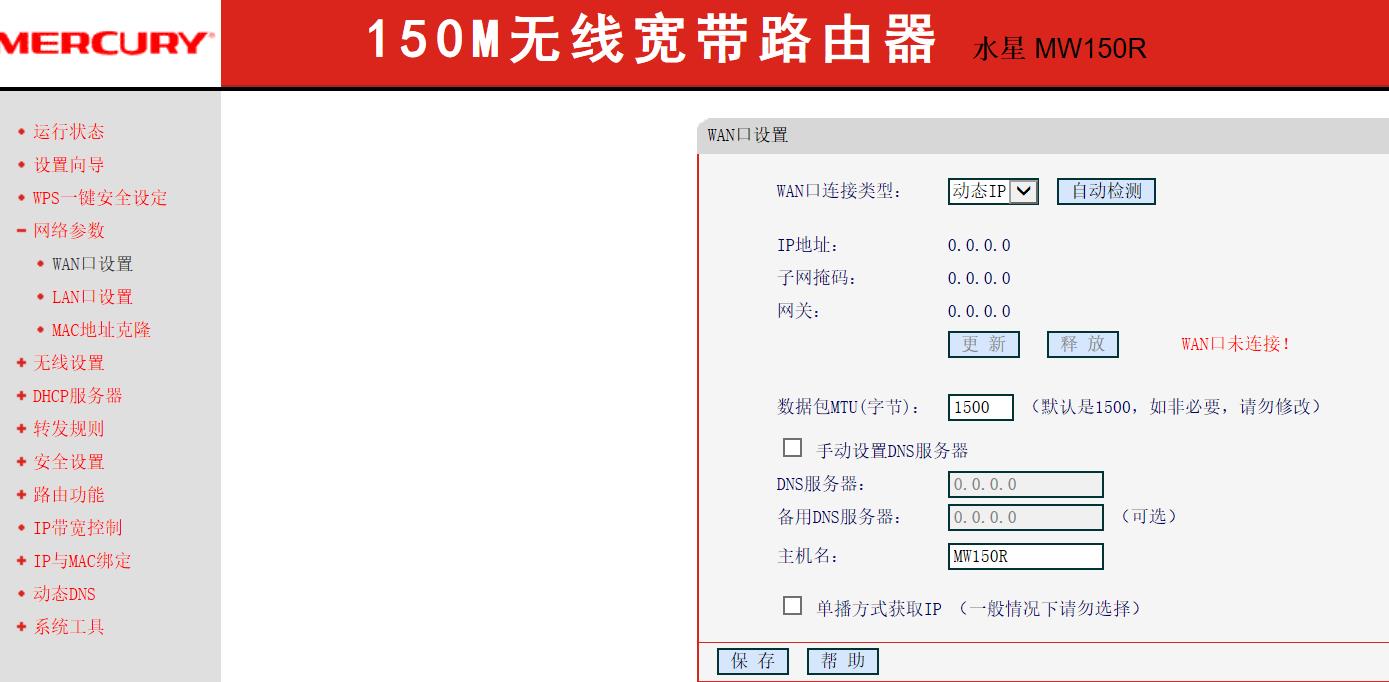 MERCURY
150M无线宽带路由器 水星 MW150R
运行状态
设置向导
WPS一键安全设定
网络参数
WAN口设置
LAN口设置
MAC地址克隆
无线设置
DHCP服务器
转发规则
安全设置
路由功能
IP带宽控制
IP与MAC绑定
动态DNS
系统工具
WAN口设置
WAN口连接类型: 动态IP 自动检测
IP地址: 0.0.0.0
子网掩码: 0.0.0.0
网关: 0.0.0.0
更 新 释 放 WAN口未连接!
数据包MTU(字节): 1500 (默认是1500,如非必要,请勿修改)
手动设置DNS服务器
DNS服务器: 0.0.0.0
备用DNS服务器: 0.0.0.0 (可选)
主机名: MW150R
单播方式获取IP (一般情况下请勿选择)
保 存 帮 助